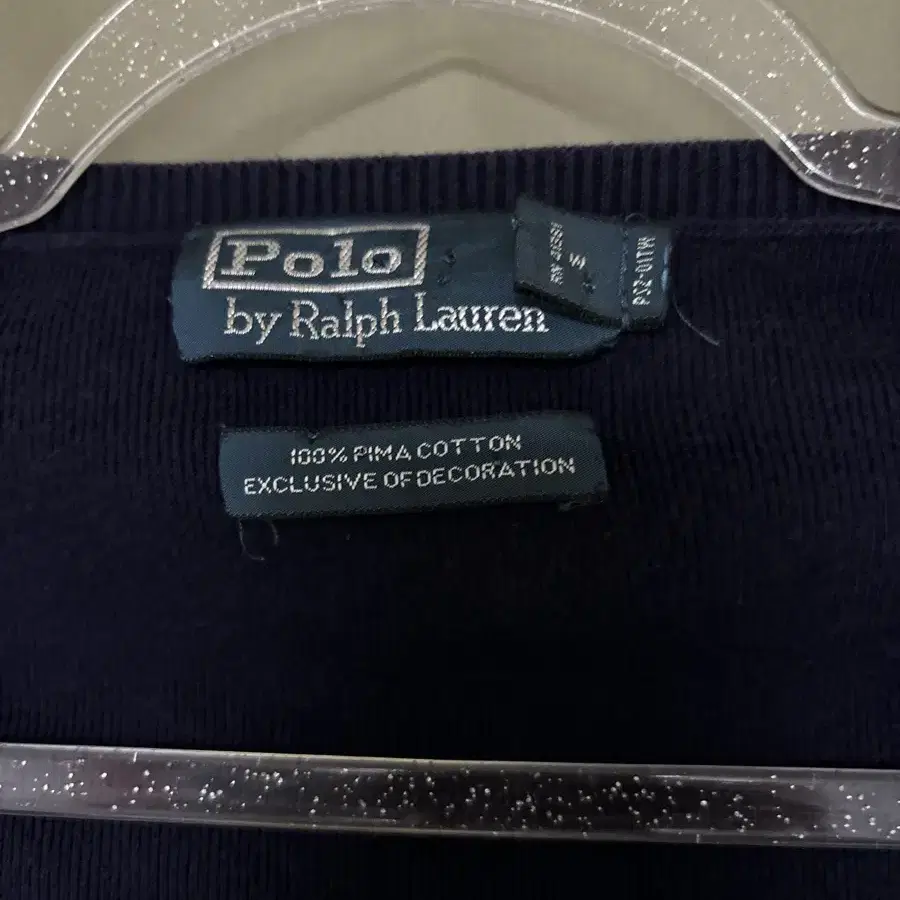 Polo
by Ralph Lauren
100% PIMA COTTON
EXCLUSIVE OF DECORATION